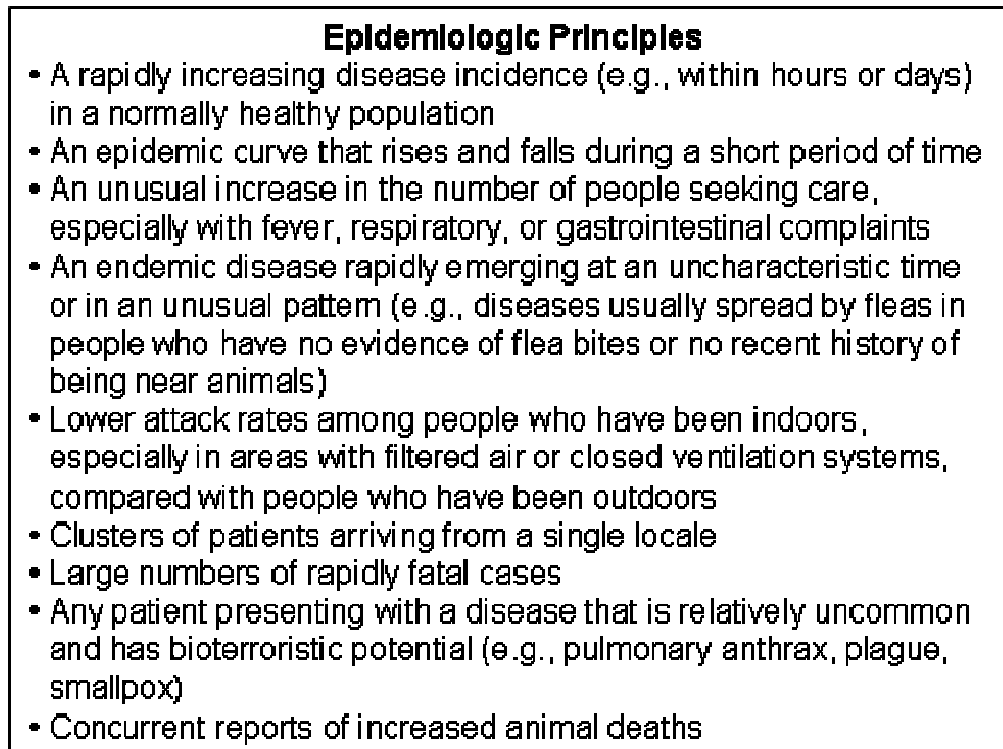 Epidemiologic Principles
• A rapidly increasing disease incidence (e.g., within hours or days)
in a normally healthy population
• An epidemic curve that rises and falls during a short period of time
• An unusual increase in the number of people seeking care,
especially with fever, respiratory, or gastrointestinal complaints
• An endemic disease rapidly emerging at an uncharacteristic time
or in an unusual pattern (e.g., diseases usually spread by fleas in
people who have no evidence of flea bites or no recent history of
being near animals)
• Lower attack rates among people who have been indoors,
especially in areas with filtered air or closed ventilation systems,
compared with people who have been outdoors
• Clusters of patients arriving from a single locale
• Large numbers of rapidly fatal cases
• Any patient presenting with a disease that is relatively uncommon
and has bioterroristic potential (e.g., pulmonary anthrax, plague,
smallpox)
• Concurrent reports of increased animal deaths